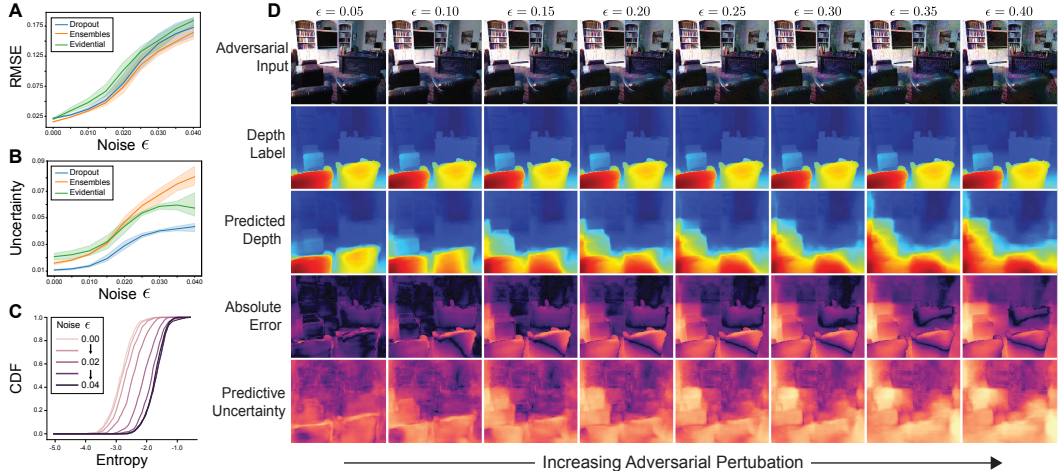 A
Dropout
Ensembles
Evidential
RMSE
0.175
0.125
0.075
0.025
0.000 0.010 0.020 0.030 0.040
Noise ϵ
B
Dropout
Ensembles
Evidential
Uncertainty
0.09
0.07
0.05
0.03
0.01
0.000 0.010 0.020 0.030 0.040
Noise ϵ
C
Noise ϵ
0.00
0.02
0.04
CDF
1.0
0.8
0.6
0.4
0.2
0.0
-5.0 -4.0 -3.0 -2.0 -1.0
Entropy
D
ϵ = 0.05 ϵ = 0.10 ϵ = 0.15 ϵ = 0.20 ϵ = 0.25 ϵ = 0.30 ϵ = 0.35 ϵ = 0.40
Adversarial
Input
Depth
Label
Predicted
Depth
Absolute
Error
Predictive
Uncertainty
Increasing Adversarial Pertubation